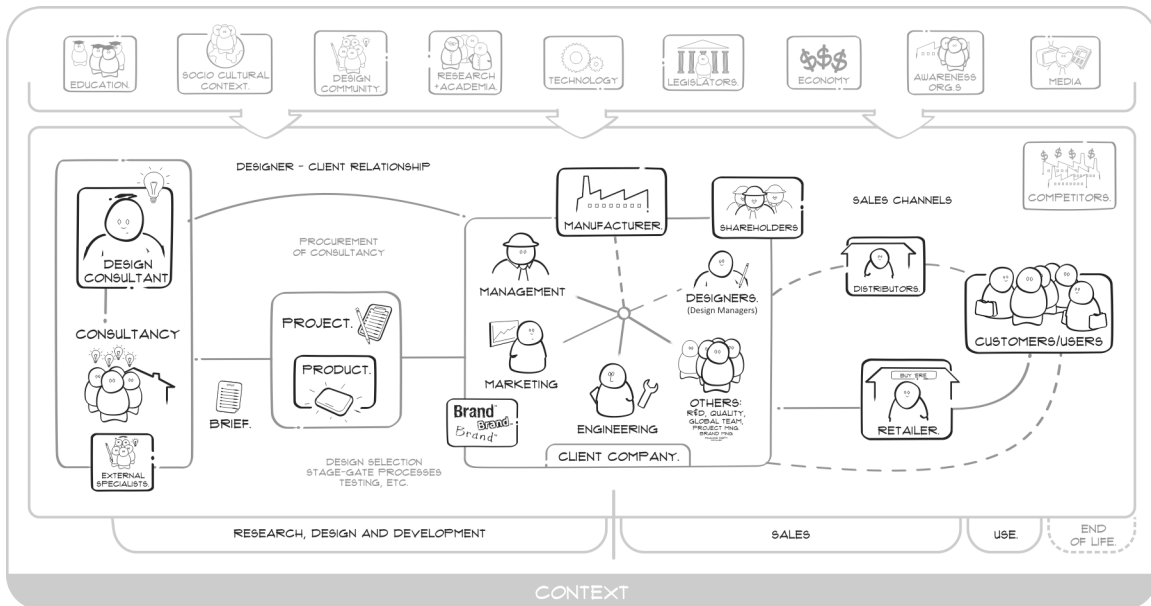 EDUCATION.
SOCIO CULTURAL
CONTEXT.
DESIGN
COMMUNITY.
RESEARCH
+ACADEMIA.
TECHNOLOGY
LEGISLATORS.
$$$
ECONOMY
AWARENESS
ORG.S
MEDIA
DESIGNER - CLIENT RELATIONSHIP
PROCUREMENT
OF CONSULTANCY
DESIGN
CONSULTANT
CONSULTANCY
EXTERNAL
SPECIALISTS.
BRIEF.
PROJECT.
PRODUCT.
DESIGN SELECTION
STAGE-GATE PROCESSES
TESTING, ETC.
MANUFACTURER.
SHAREHOLDERS
MANAGEMENT
DESIGNERS.
(Design Managers)
MARKETING
ENGINEERING
OTHERS:
R&D, QUALITY,
GLOBAL TEAM,
PROJECT MNG.
BRAND MNG
Brand™
Brand™
Brand™
CLIENT COMPANY.
SALES CHANNELS
$ $ $ $
COMPETITORS.
DISTRIBUTORS.
BUY 'ERE
RETAILER.
CUSTOMERS/USERS
RESEARCH, DESIGN AND DEVELOPMENT
SALES
USE.
END
OF LIFE.
CONTEXT